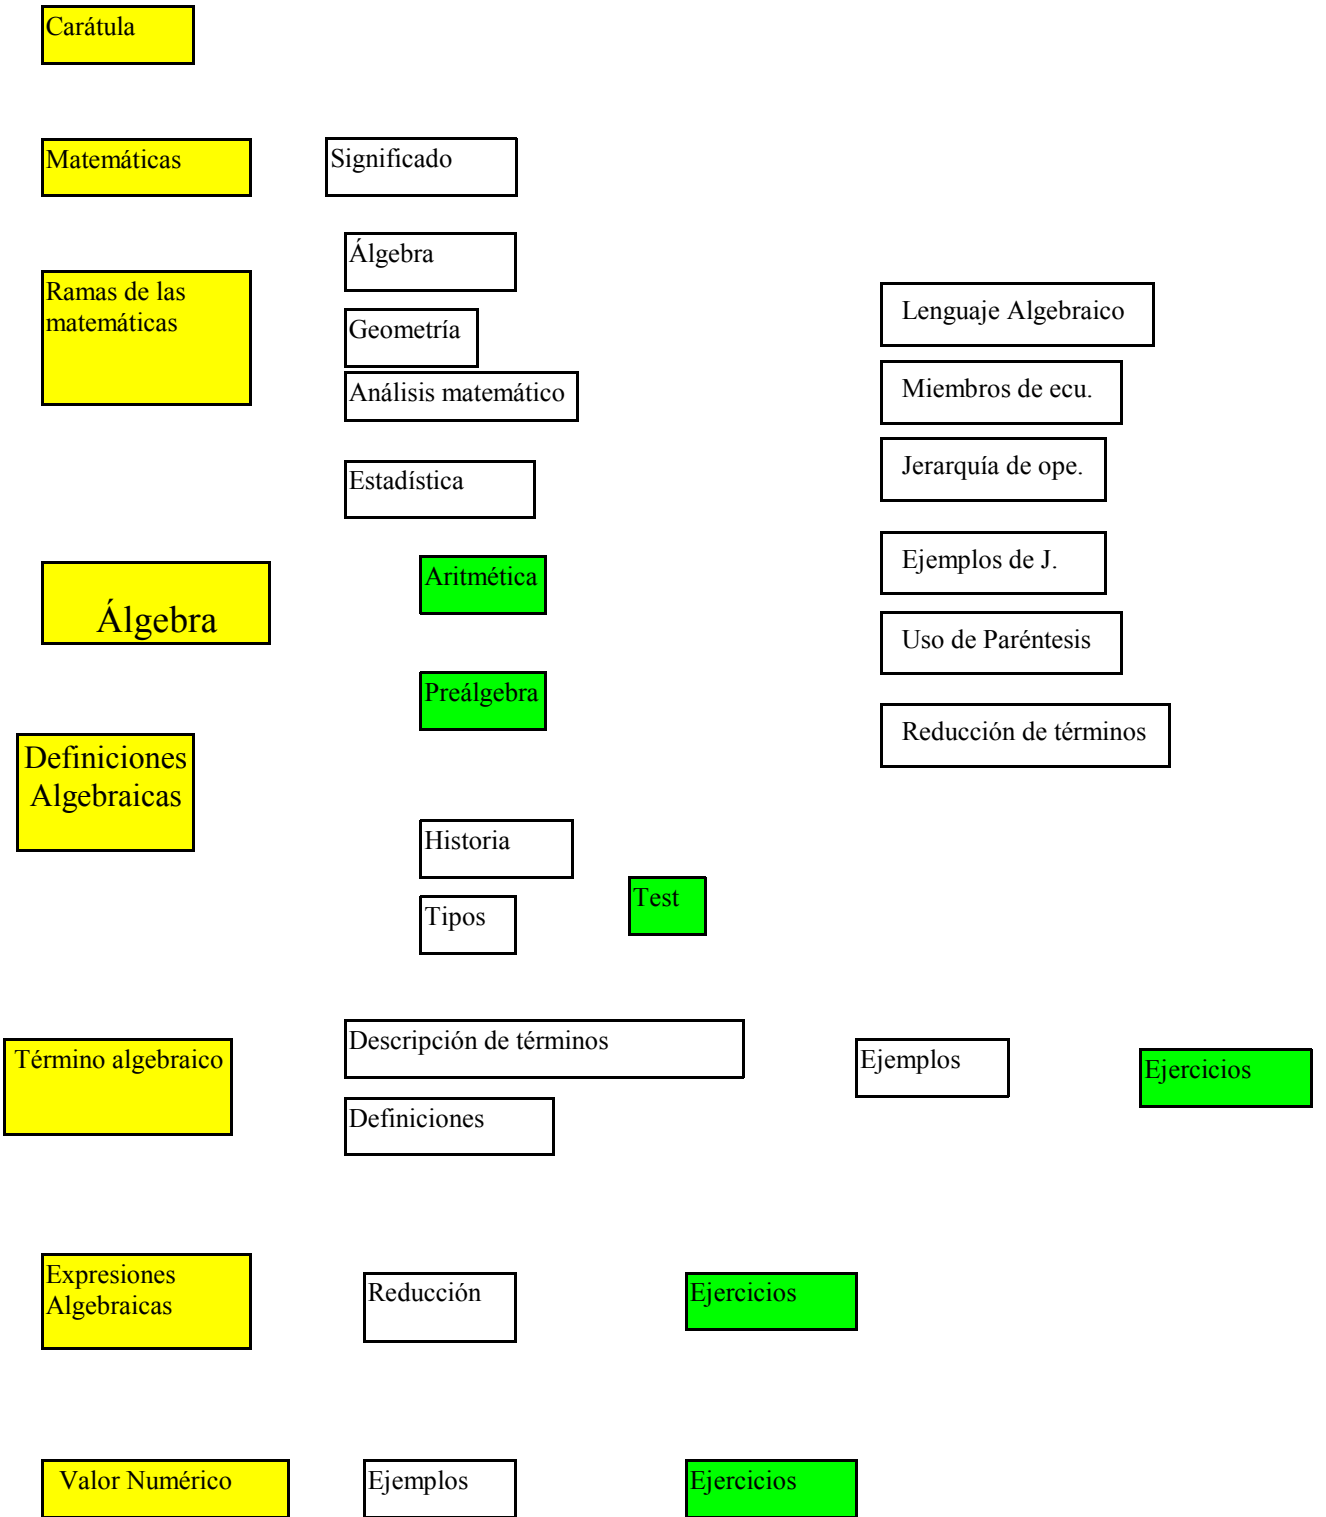 Carátula
Matemáticas
Significado
Ramas de las
matemáticas
Álgebra
Geometría
Análisis matemático
Estadística
Lenguaje Algebraico
Miembros de ecu.
Jerarquía de ope.
Ejemplos de J.
Uso de Paréntesis
Reducción de términos
Álgebra
Aritmética
Preálgebra
Definiciones
Algebraicas
Historia
Tipos
Test
Término algebraico
Descripción de términos
Definiciones
Ejemplos
Ejercicios
Expresiones
Algebraicas
Reducción
Ejercicios
Valor Numérico
Ejemplos
Ejercicios